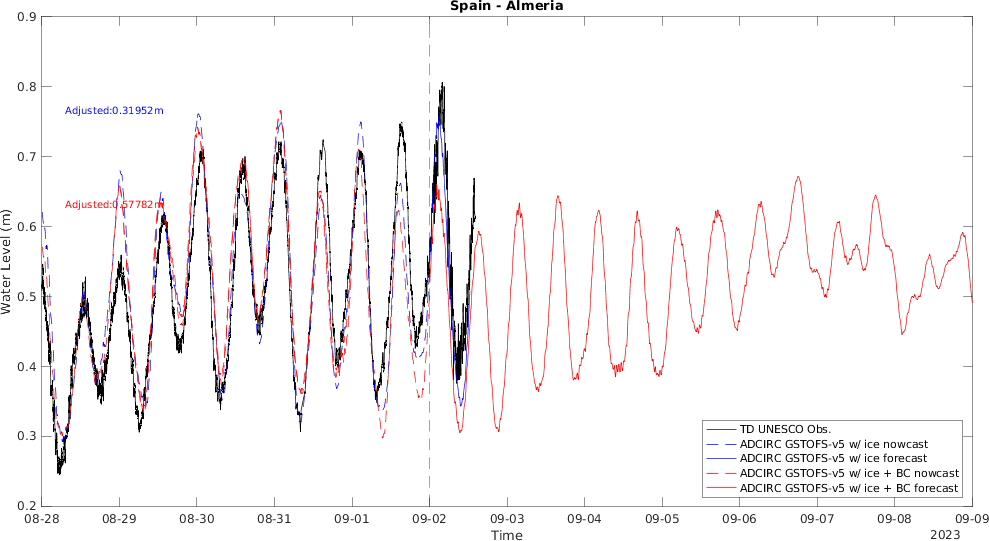 Spain - Almeria
0.9
0.8
0.7
0.6
0.5
0.4
0.3
0.2
Water Level (m)
Adjusted:0.31952m
Adjusted:0.57782m
TD UNESCO Obs.
ADCIRC GSTOFS-v5 w/ ice nowcast
ADCIRC GSTOFS-v5 w/ ice forecast
ADCIRC GSTOFS-v5 w/ ice + BC nowcast
ADCIRC GSTOFS-v5 w/ ice + BC forecast
08-28 08-29 08-30 08-31 09-01 09-02 09-03 09-04 09-05 09-06 09-07 09-08 09-09
Time
2023